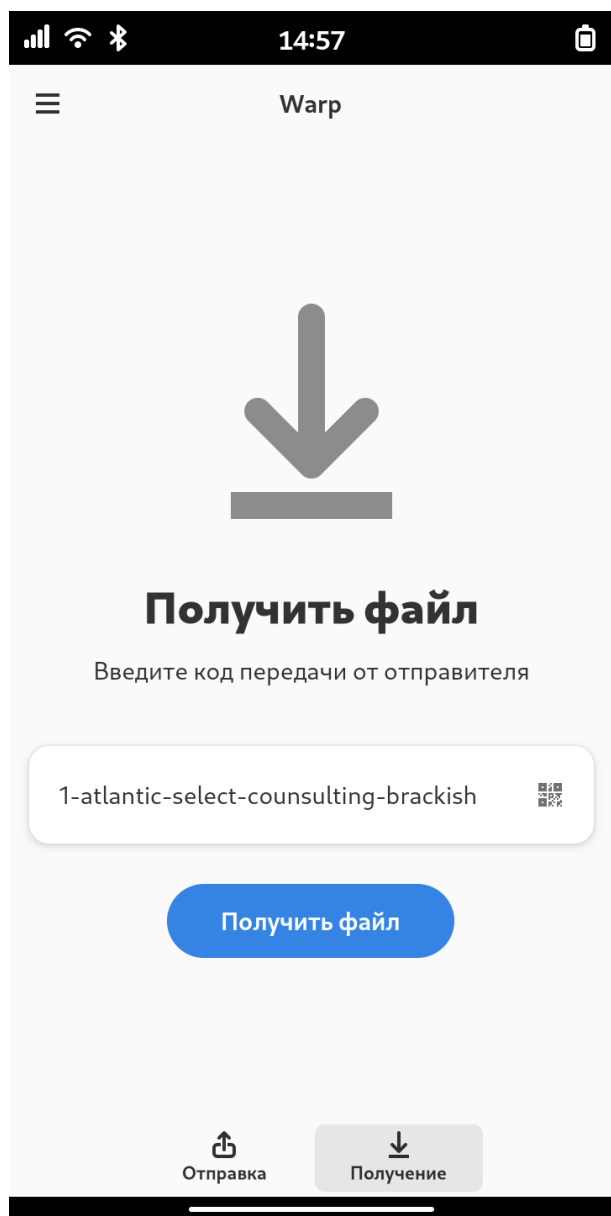 14:57
Warp
Получить файл
Введите код передачи от отправителя
1-atlantic-select-counsulting-brackish
Получить файл
Отправка
Получение